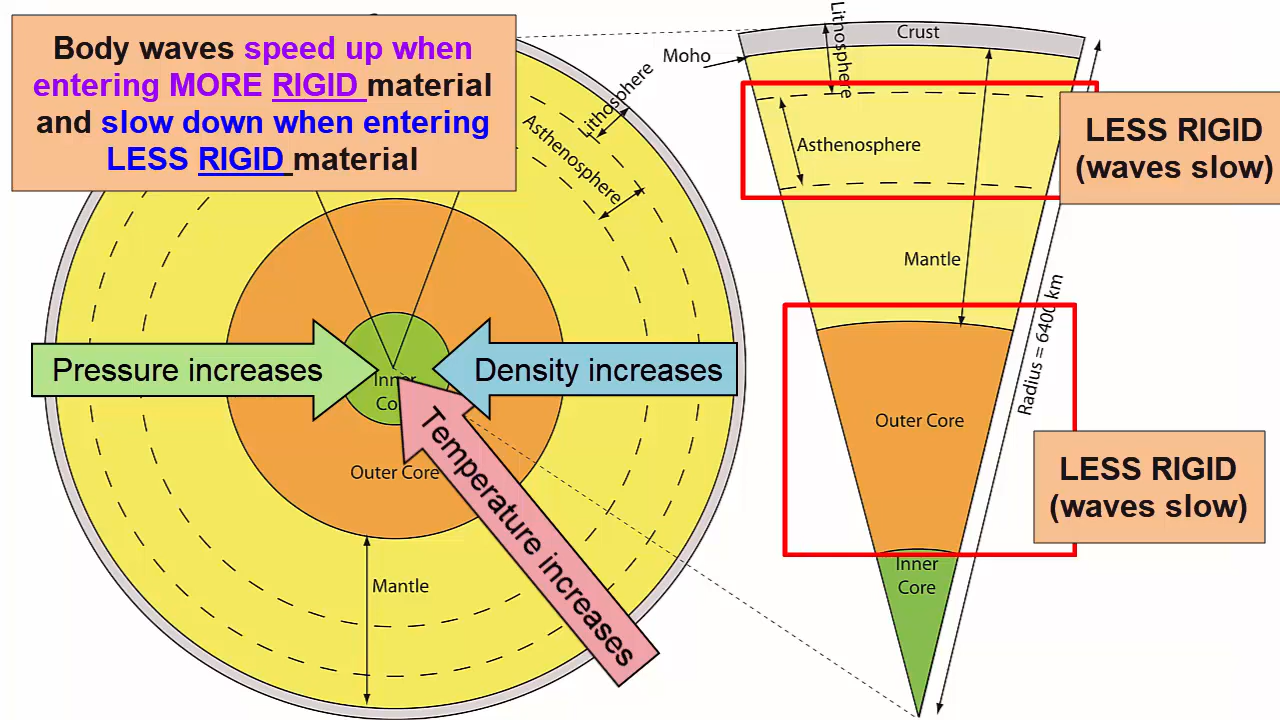 Body waves speed up when
entering MORE RIGID material
and slow down when entering
LESS RIGID material
Lithosphere
Asthenosphere
Pressure increases
Density increases
Temperature increases
Inner
Co
Outer Core
Mantle
Moho
Crust
Lithosphere
Asthenosphere
LESS RIGID
(waves slow)
Mantle
Radius = 6400 km
Outer Core
LESS RIGID
(waves slow)
Inner
Core